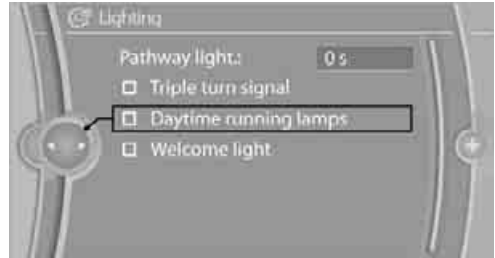 Lighting
Pathway light.: 0 s
Triple turn signal
Daytime running lamps
Welcome light